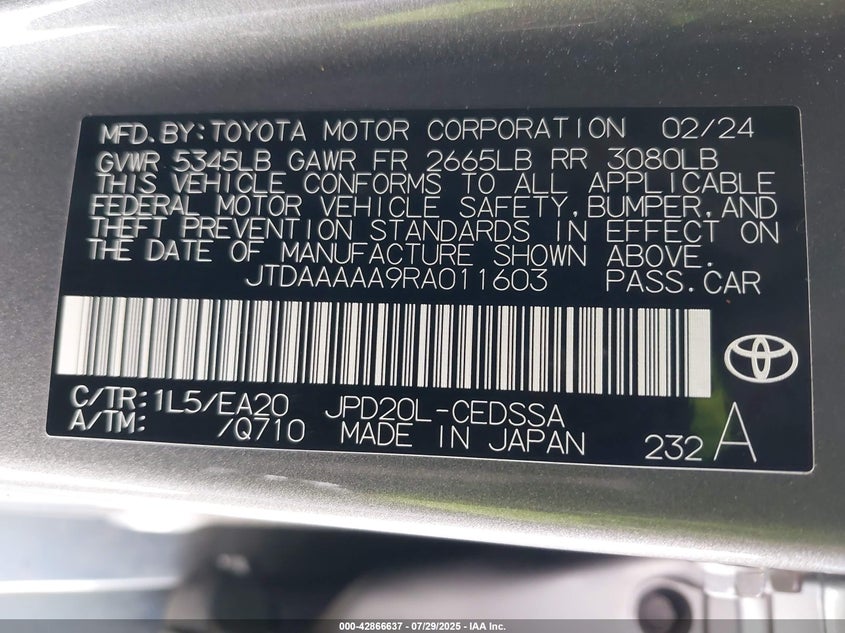 MFD.BY:TOYOTA MOTOR CORPORATION 02/24
GVWR 5345LB GAWR FR 2665LB RR 3080LB
THIS VEHICLE CONFORMS TO ALL APPLICABLE
FEDERAL MOTOR VEHICLE SAFETY,BUMPER,AND
THEFT PREVENTION STANDARDS IN EFFECT ON
THE DATE OF MANUFACTURE SHOWN ABOVE.
JTDAAAAA9RA011603 PASS.CAR
C/TR:1L5/EA20 JPD20L-CEDSSA
A/TM: /Q710 MADE IN JAPAN 232 A
000-42866637 - 07/29/2025 - IAA Inc.